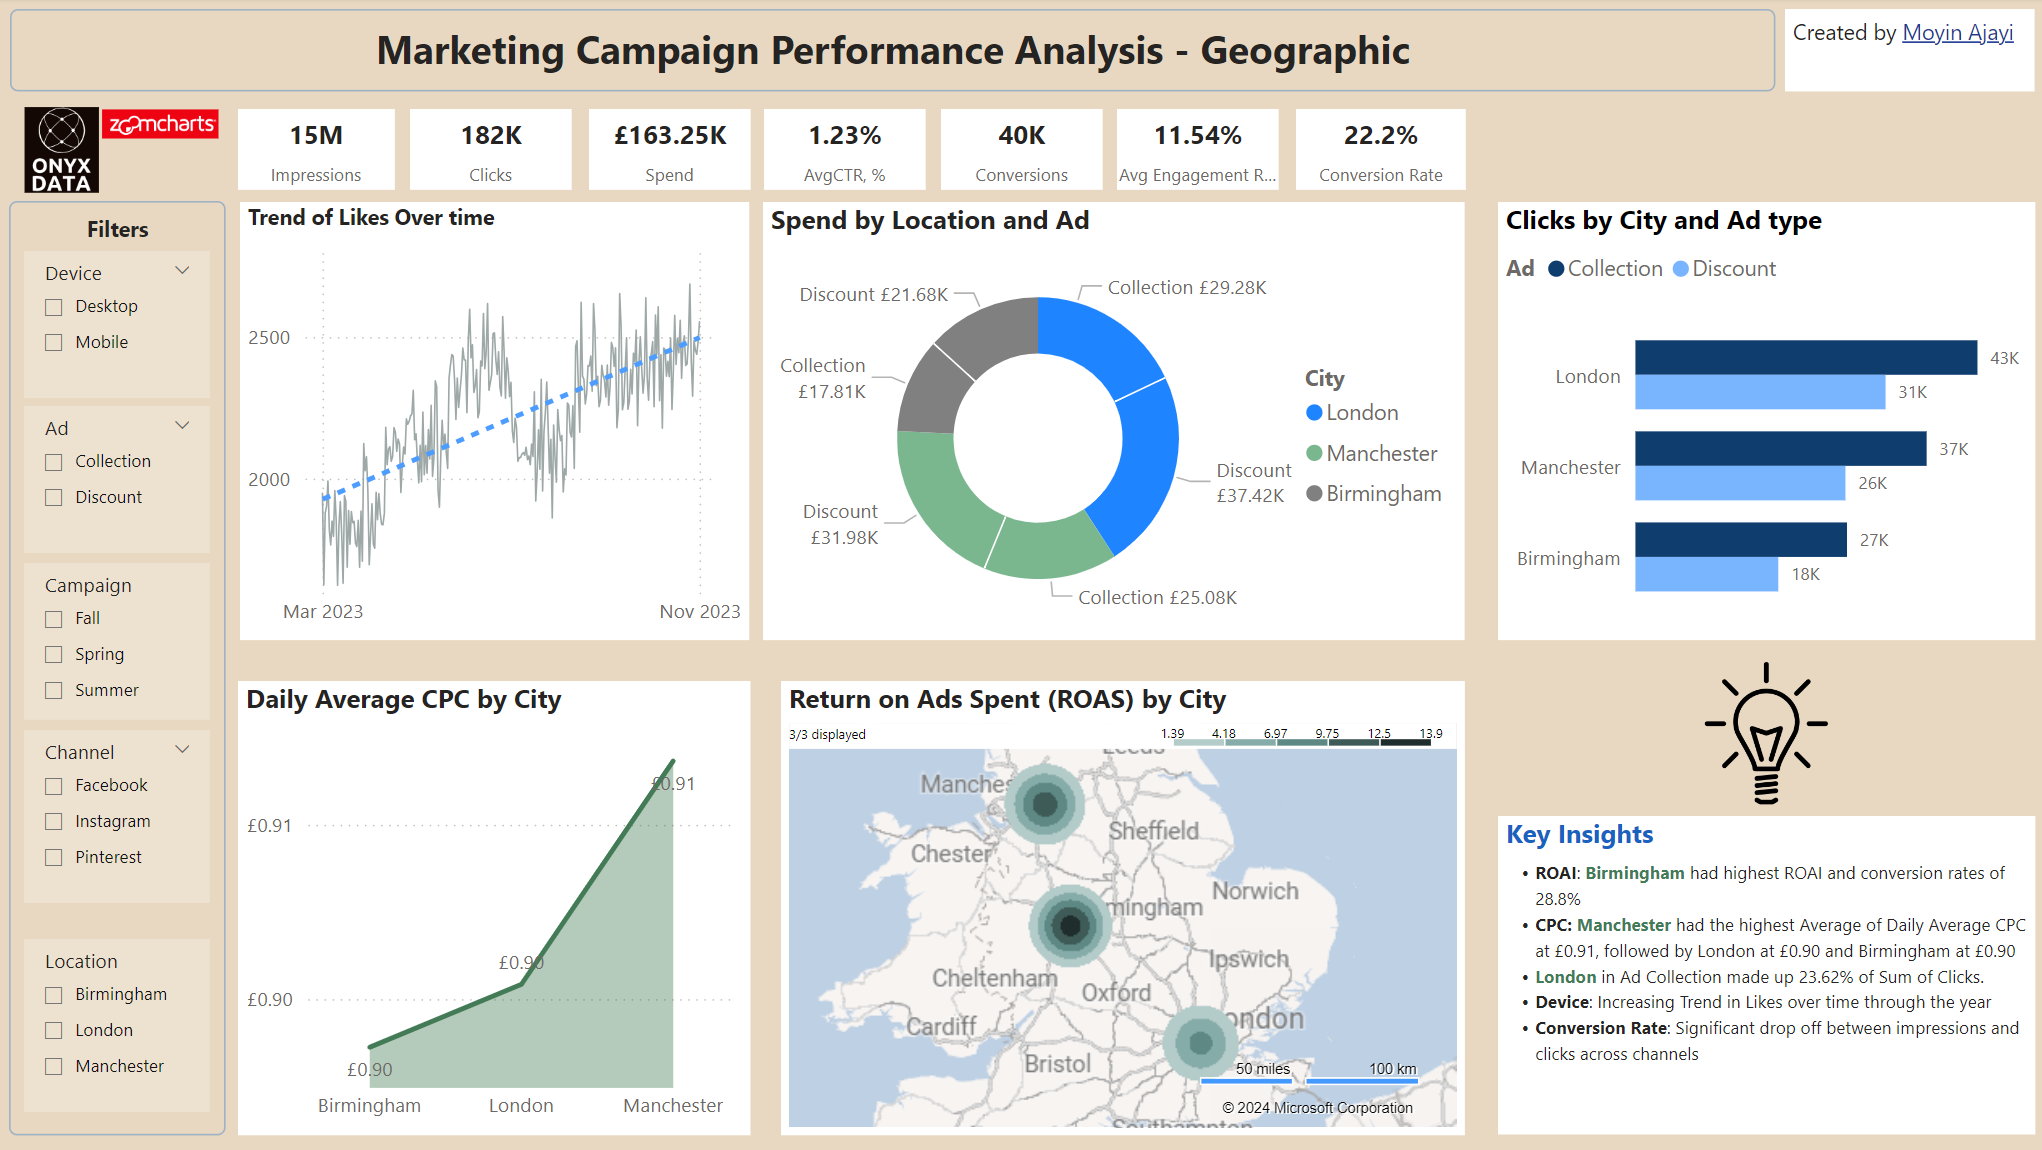 Marketing Campaign Performance Analysis - Geographic
Created by Moyin Ajayi
ONYX
DATA
zoomcharts
15M
Impressions
182K
Clicks
£163.25K
Spend
1.23%
AvgCTR, %
40K
Conversions
11.54%
Avg Engagement R...
22.2%
Conversion Rate
Filters
Device
Desktop
Mobile
Ad
Collection
Discount
Campaign
Fall
Spring
Summer
Channel
Facebook
Instagram
Pinterest
Location
Birmingham
London
Manchester
Trend of Likes Over time
2500
2000
Mar 2023
Nov 2023
Spend by Location and Ad
Discount £21.68K
Collection £29.28K
Collection
£17.81K
Discount
£37.42K
Discount
£31.98K
Collection £25.08K
City
London
Manchester
Birmingham
Clicks by City and Ad type
Ad Collection Discount
London
43K
31K
Manchester
37K
26K
Birmingham
27K
18K
Daily Average CPC by City
£0.91
£0.91
£0.90
£0.90
£0.90
Birmingham
London
Manchester
Return on Ads Spent (ROAS) by City
3/3 displayed
1.39 4.18 6.97 9.75 12.5 13.9
Leeds
Manches
Sheffield
Chester
Norwich
mingham
Ipswich
Cheltenham
Oxford
ondon
Cardiff
Bristol
50 miles
100 km
© 2024 Microsoft Corporation
Southampton
Key Insights
• ROAI: Birmingham had highest ROAI and conversion rates of
28.8%
• CPC: Manchester had the highest Average of Daily Average CPC
at £0.91, followed by London at £0.90 and Birmingham at £0.90
• London in Ad Collection made up 23.62% of Sum of Clicks.
• Device: Increasing Trend in Likes over time through the year
• Conversion Rate: Significant drop off between impressions and
clicks across channels